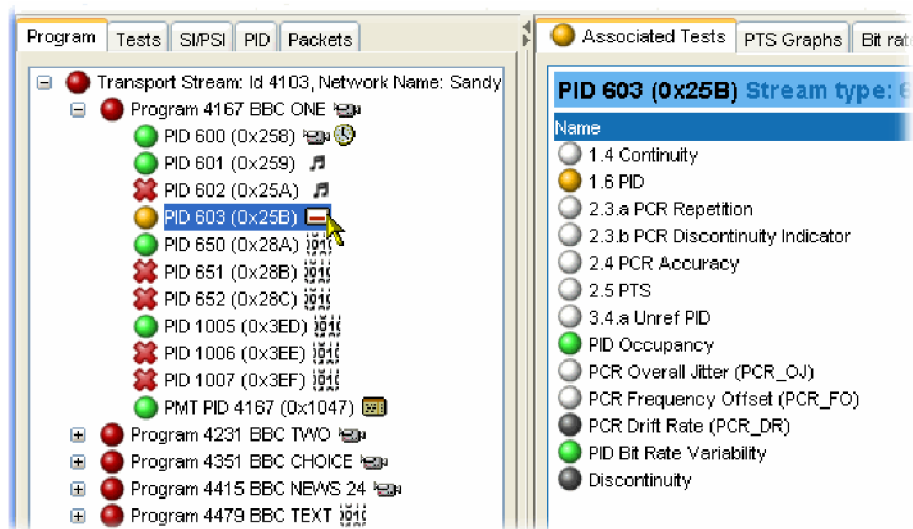 Program Tests SI/PSI PID Packets
Transport Stream: Id 4103, Network Name: Sandy
Program 4167 BBC ONE
PID 600 (0x258)
PID 601 (0x259)
PID 602 (0x25A)
PID 603 (0x25B)
PID 650 (0x28A)
PID 651 (0x28B)
PID 652 (0x28C)
PID 1005 (0x3ED)
PID 1006 (0x3EE)
PID 1007 (0x3EF)
PMT PID 4167 (0x1047)
Program 4231 BBC TWO
Program 4351 BBC CHOICE
Program 4415 BBC NEWS 24
Program 4479 BBC TEXT
Associated Tests PTS Graphs Bit rate
PID 603 (0x25B) Stream type: 6
Name
1.4 Continuity
1.6 PID
2.3.a PCR Repetition
2.3.b PCR Discontinuity Indicator
2.4 PCR Accuracy
2.5 PTS
3.4.a Unref PID
PID Occupancy
PCR Overall Jitter (PCR_OJ)
PCR Frequency Offset (PCR_FO)
PCR Drift Rate (PCR_DR)
PID Bit Rate Variability
Discontinuity